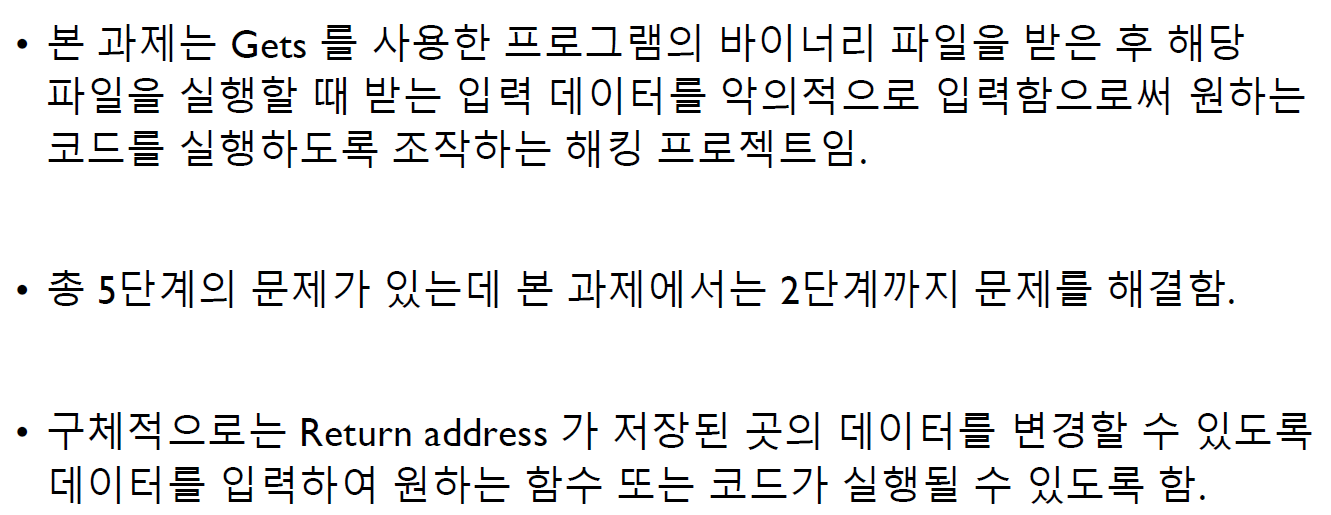 • 본 과제는 Gets 를 사용한 프로그램의 바이너리 파일을 받은 후 해당
파일을 실행할 때 받는 입력 데이터를 악의적으로 입력함으로써 원하는
코드를 실행하도록 조작하는 해킹 프로젝트임.
• 총 5단계의 문제가 있는데 본 과제에서는 2단계까지 문제를 해결함.
• 구체적으로는 Return address 가 저장된 곳의 데이터를 변경할 수 있도록
데이터를 입력하여 원하는 함수 또는 코드가 실행될 수 있도록 함.